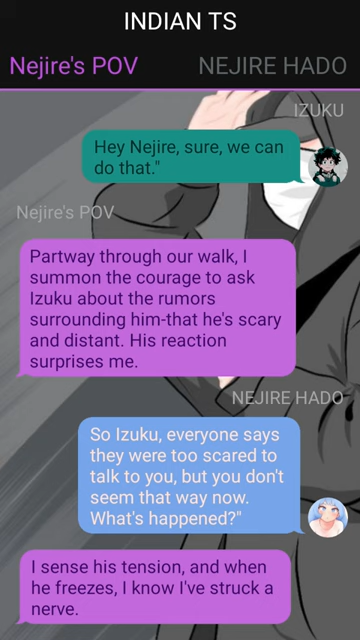 INDIAN TS
Nejire's POV
NEJIRE HADO
IZUKU
Hey Nejire, sure, we can
do that."
Nejire's POV
Partway through our walk, I
summon the courage to ask
Izuku about the rumors
surrounding him-that he's scary
and distant. His reaction
surprises me.
NEJIRE HADO
So Izuku, everyone says
they were too scared to
talk to you, but you don't
seem that way now.
What's happened?"
I sense his tension, and when
he freezes, I know I've struck a
nerve.